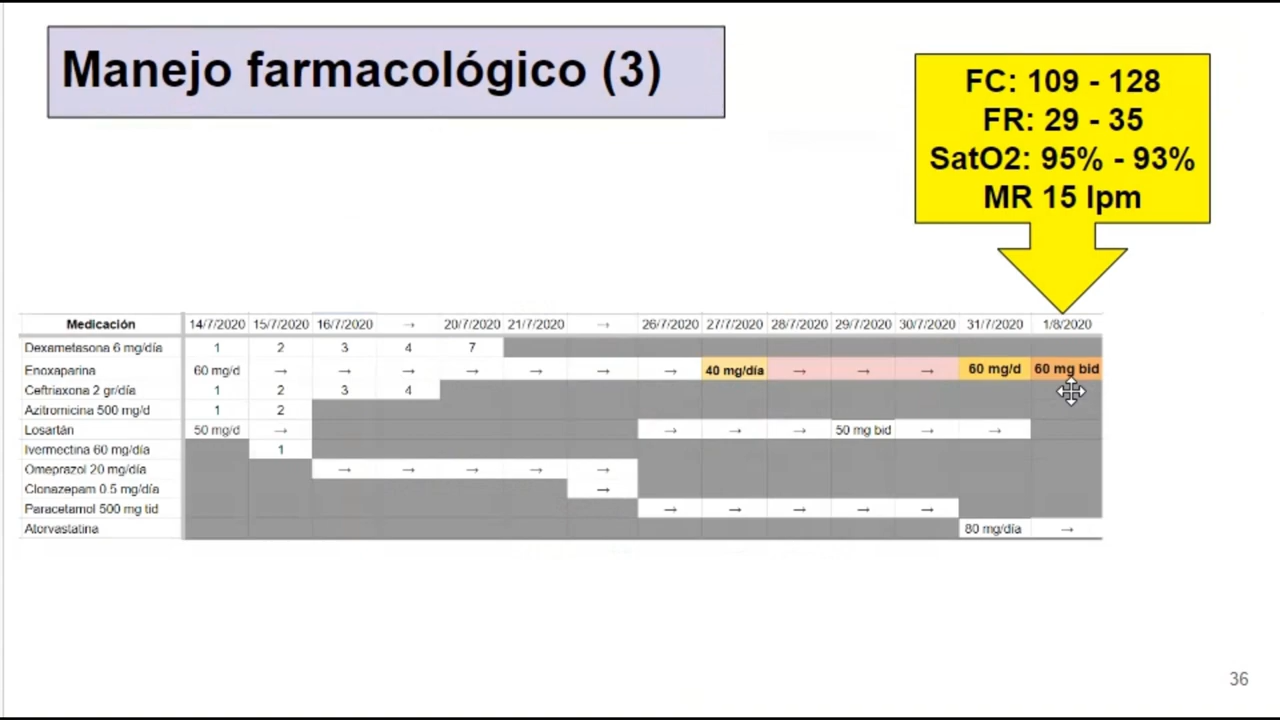 Manejo farmacológico (3)
FC: 109 - 128
FR: 29 - 35
SatO2: 95% - 93%
MR 15 lpm
Medicación 14/7/2020 15/7/2020 16/7/2020 → 20/7/2020 21/7/2020 → 26/7/2020 27/7/2020 28/7/2020 29/7/2020 30/7/2020 31/7/2020 1/8/2020
Dexametasona 6 mg/día 1 2 3 4 7
Enoxaparina 60 mg/d → → → → → → → 40 mg/día → → → 60 mg/d 60 mg bid
Ceftriaxona 2 gr/día 1 2 3 4
Azitromicina 500 mg/d 1 2
Losartán 50 mg/d → → → → 50 mg bid → →
Ivermectina 60 mg/día 1
Omeprazol 20 mg/día → → → → →
Clonazepam 0.5 mg/día →
Paracetamol 500 mg tid → → → → →
Atorvastatina 80 mg/día →
36